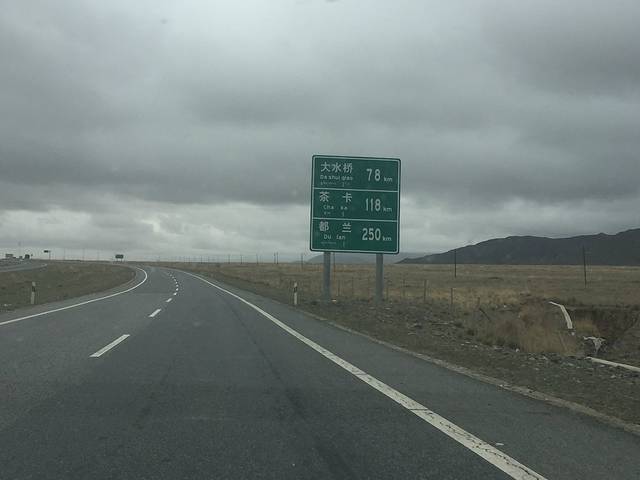 大水桥 78 km
Da shui qiao
茶卡 118 km
Cha ka
都兰 250 km
Du lan